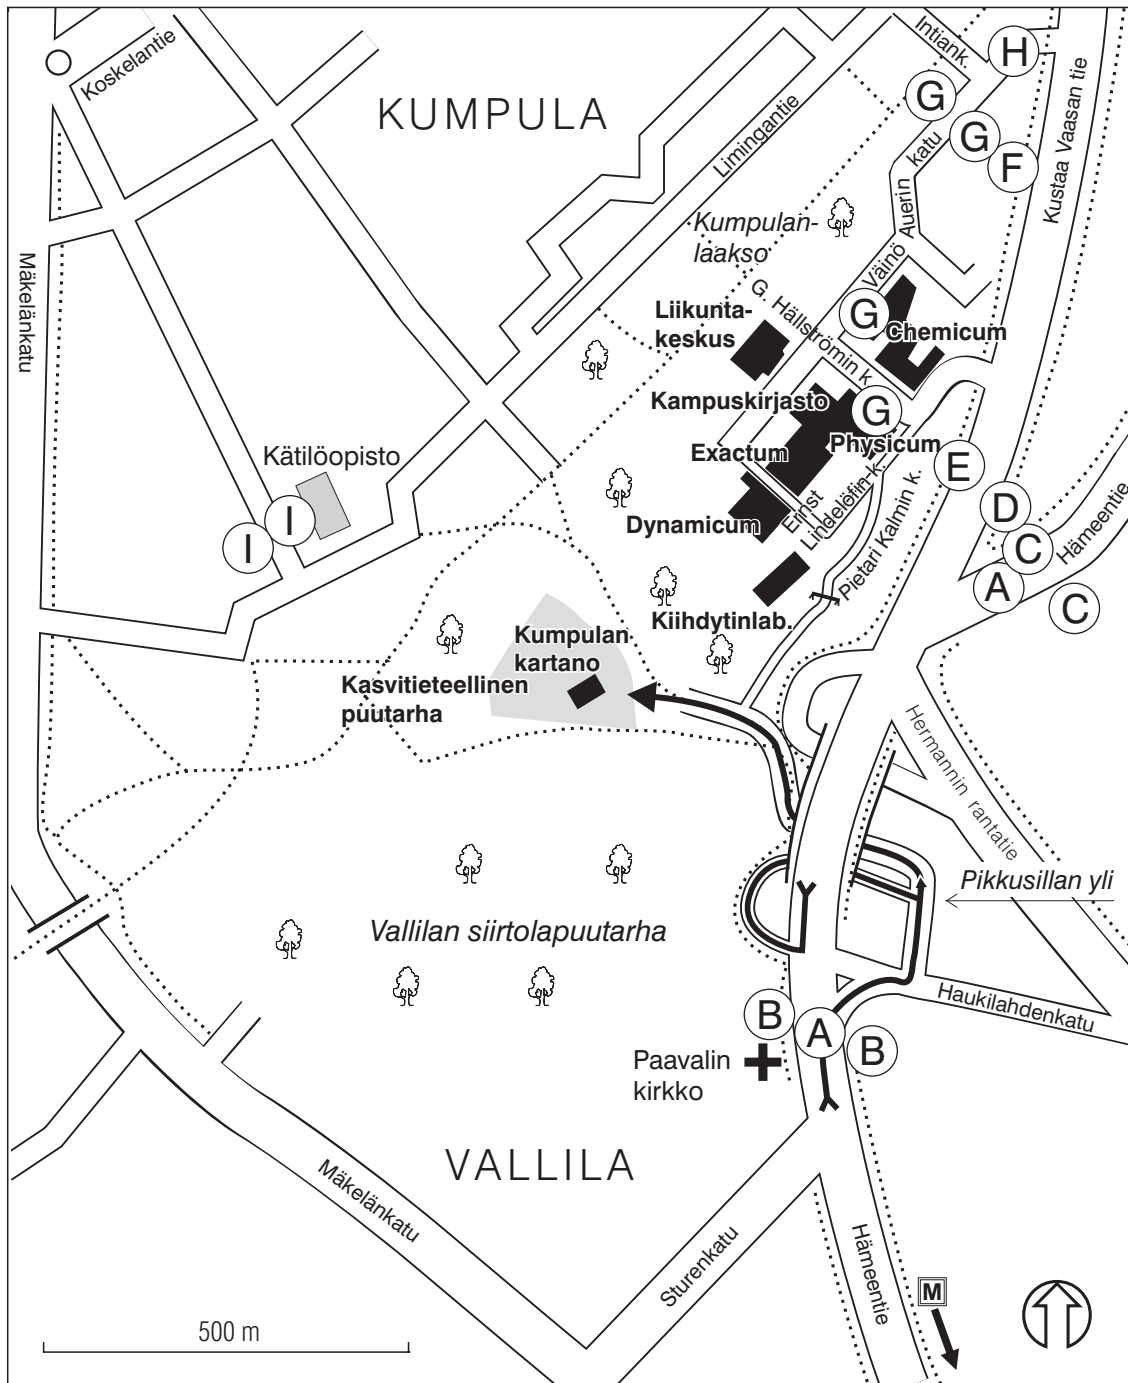 Koskelantie
KUMPULA
Intiank.
H
G
Limingantie
G
katu
F
Kustaa Vaasan tie
Kumpulan-
laakso
Auerin
Väinö
Mäkelänkatu
G. Hällströmin k.
Liikunta-
keskus
G
Chemicum
Kampuskirjasto
G
Physicum
Exactum
Kätilöopisto
E
I
I
Dynamicum
Ernst
Lindelöfin k.
Pietari Kalmin k.
D
C
Hämeentie
A
C
Kiihdytinlab.
Kumpulan
kartano
Kasvitieteellinen
puutarha
Hermannin rantatie
Pikkusillan yli
Vallilan siirtolapuutarha
Haukilahdenkatu
B
A
B
Paavalin
kirkko
VALLILA
Mäkelänkatu
Sturenkatu
Hämeentie
M
500 m